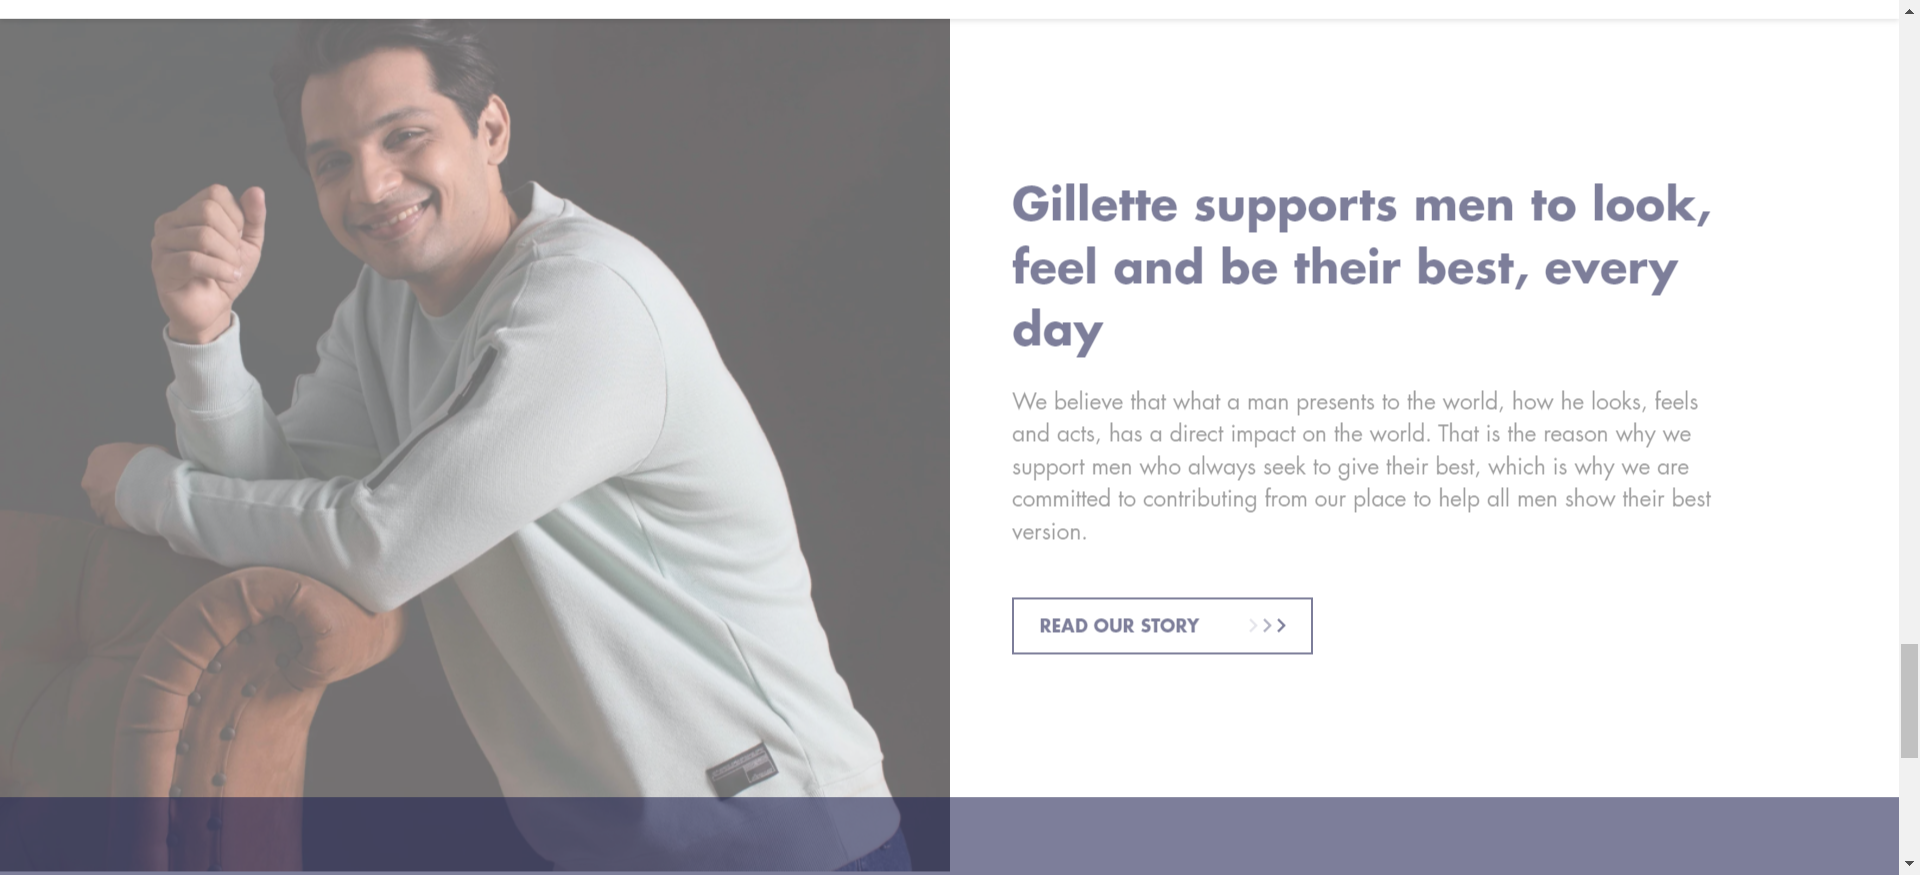 Gillette supports men to look,
feel and be their best, every
day
We believe that what a man presents to the world, how he looks, feels
and acts, has a direct impact on the world. That is the reason why we
support men who always seek to give their best, which is why we are
committed to contributing from our place to help all men show their best
version.
READ OUR STORY